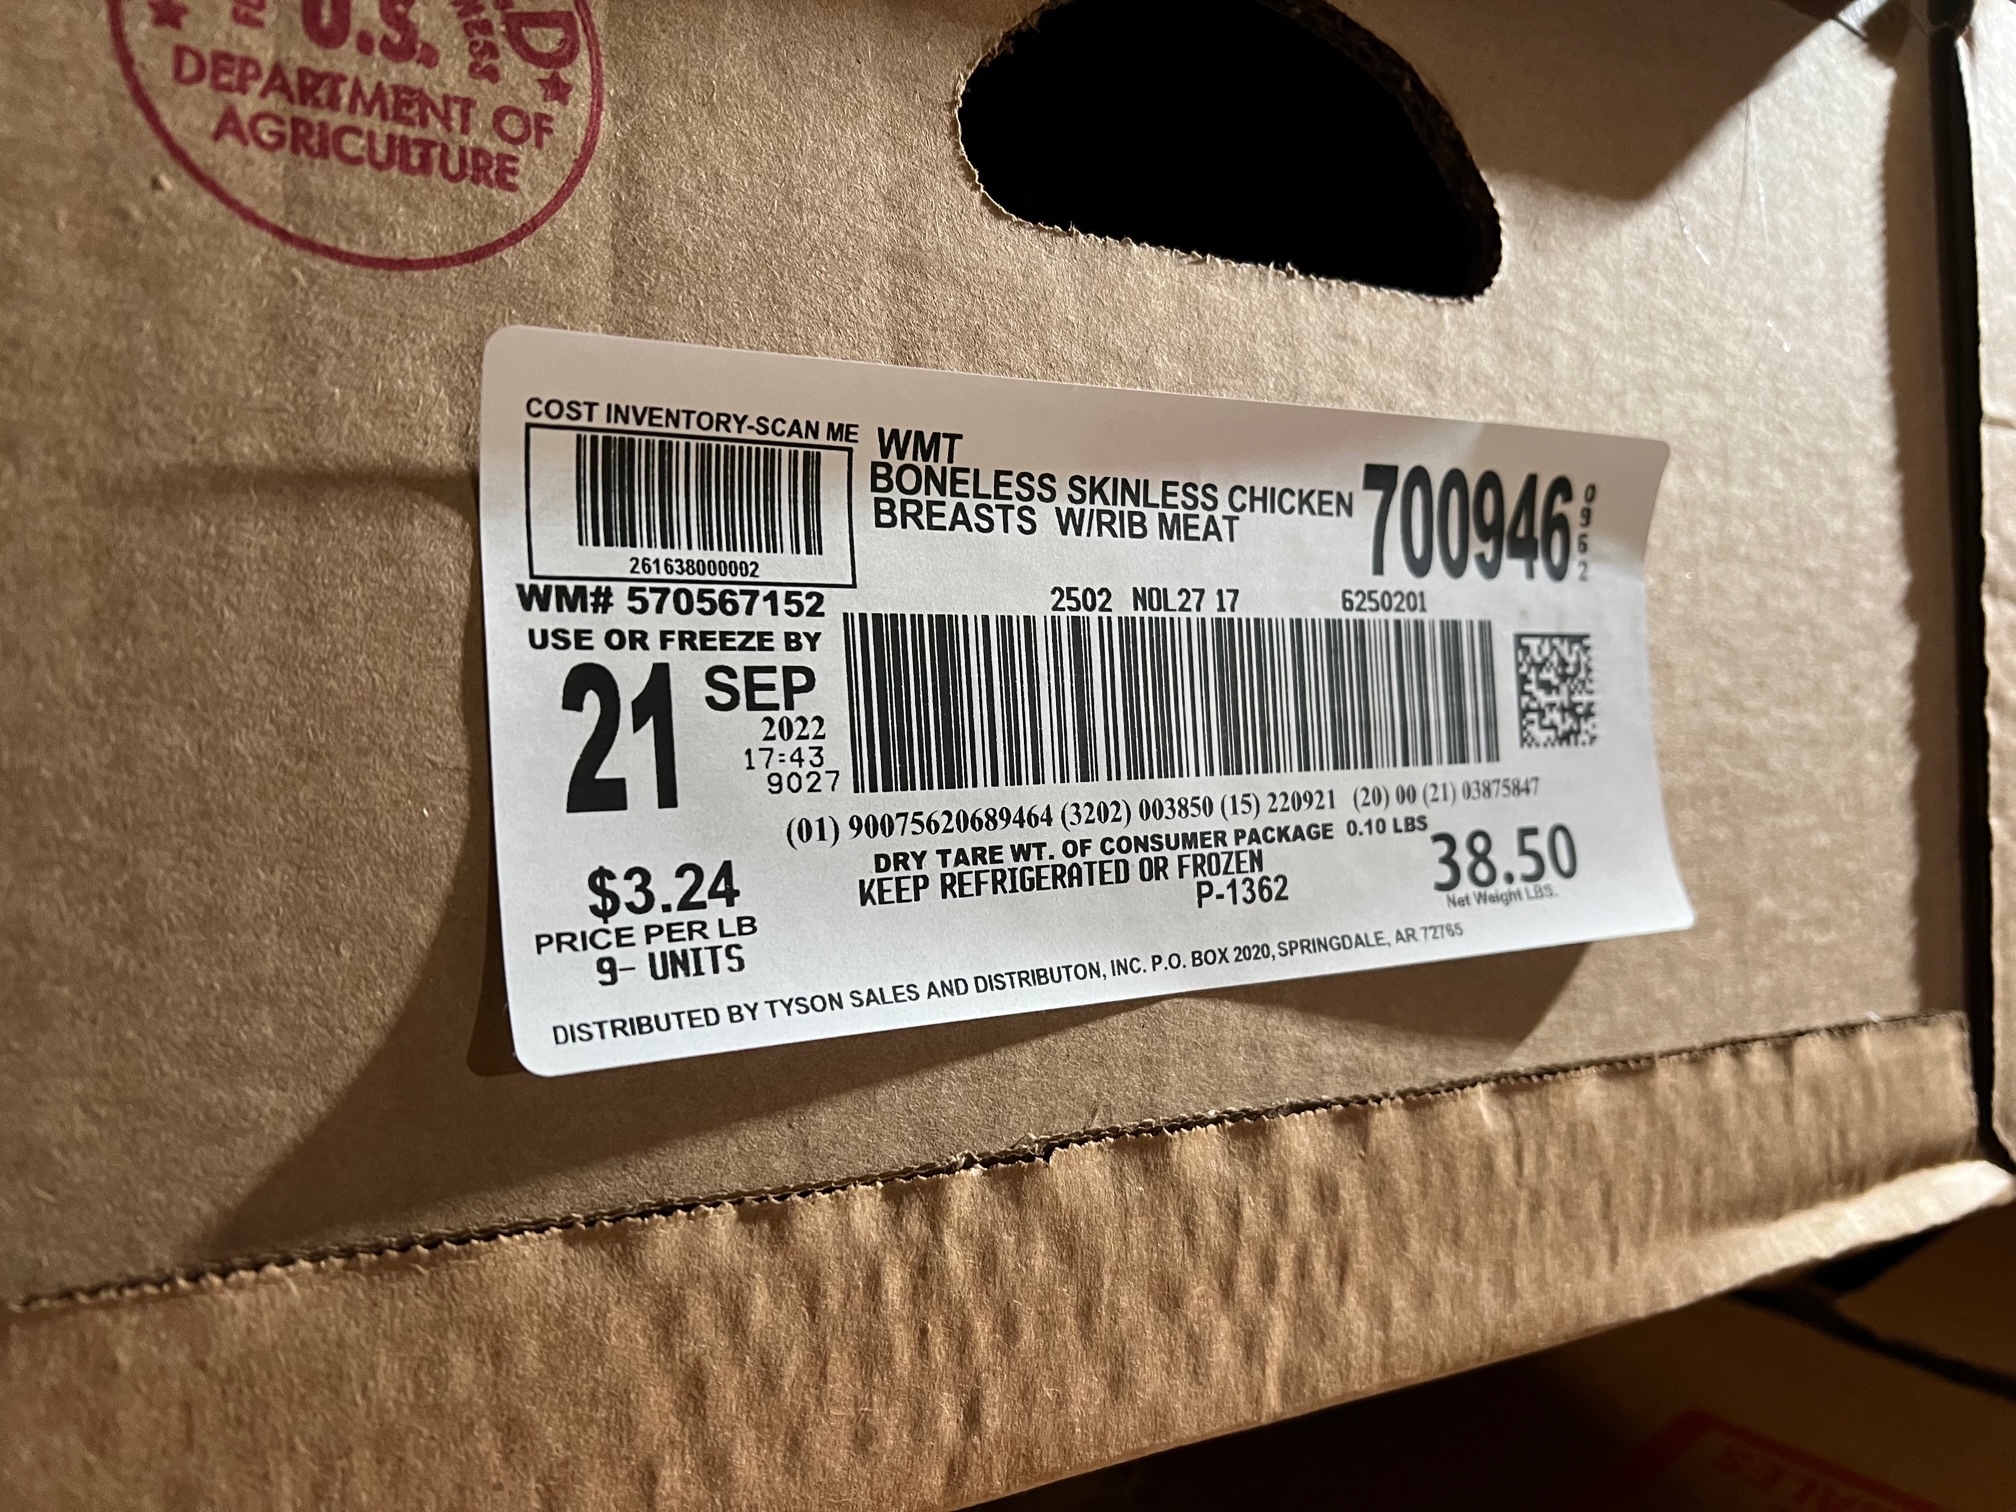 U.S.
DEPARTMENT OF
AGRICULTURE
COST INVENTORY-SCAN ME
261638000002
WM# 570567152
USE OR FREEZE BY
21 SEP
2022
17:43
9027
$3.24
PRICE PER LB
9- UNITS
WMT
BONELESS SKINLESS CHICKEN
BREASTS W/RIB MEAT
700946
0962
2502 NOL27 17 6250201
(01) 90075620689464 (3202) 003850 (15) 220921 (20) 00 (21) 03875847
DRY TARE WT. OF CONSUMER PACKAGE 0.10 LBS
KEEP REFRIGERATED OR FROZEN
P-1362
38.50
Net Weight LBS.
DISTRIBUTED BY TYSON SALES AND DISTRIBUTON, INC. P.O. BOX 2020, SPRINGDALE, AR 72765